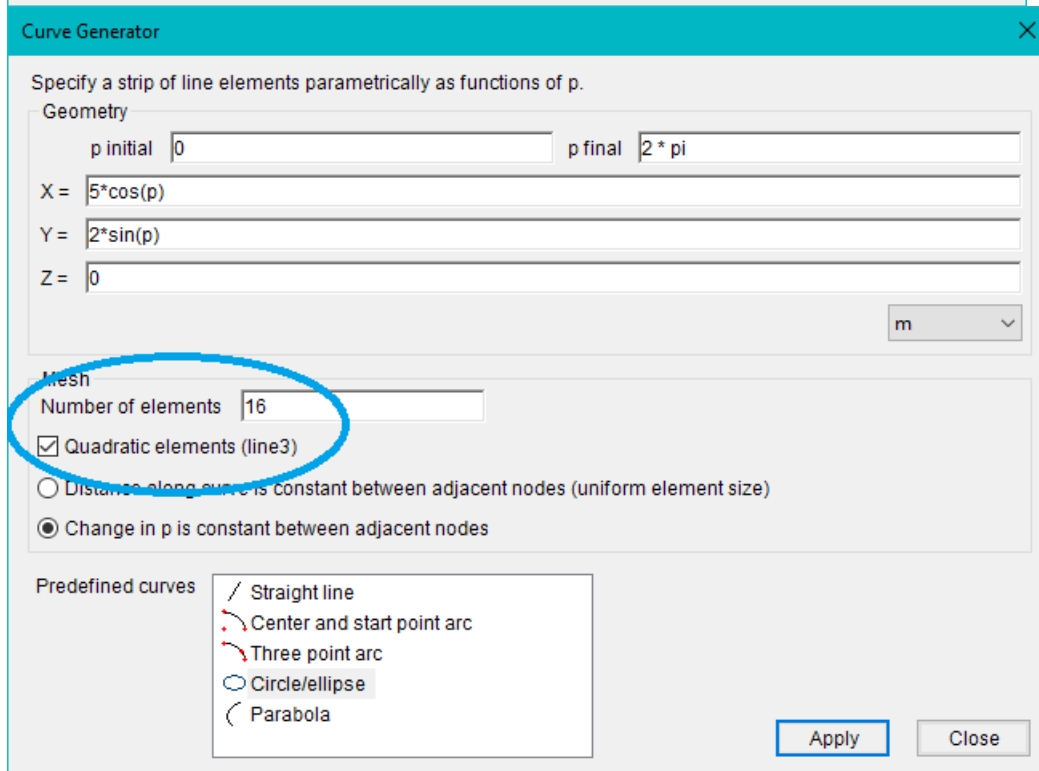 Curve Generator
Specify a strip of line elements parametrically as functions of p.
Geometry
p initial 0 p final 2 * pi
X = 5*cos(p)
Y = 2*sin(p)
Z = 0
m
Mesh
Number of elements 16
Quadratic elements (line3)
Distance along curve is constant between adjacent nodes (uniform element size)
Change in p is constant between adjacent nodes
Predefined curves
Straight line
Center and start point arc
Three point arc
Circle/ellipse
Parabola
Apply Close